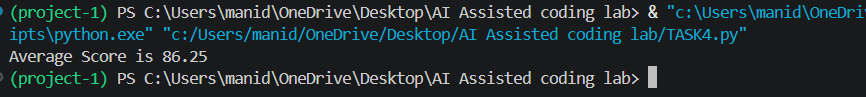 (project-1) PS C:\Users\manid\OneDrive\Desktop\AI Assisted coding lab> & "c:\Users\manid\OneDri
ipts\python.exe" "c:/Users/manid/OneDrive/Desktop/AI Assisted coding lab/TASK4.py"
Average Score is 86.25
(project-1) PS C:\Users\manid\OneDrive\Desktop\AI Assisted coding lab>